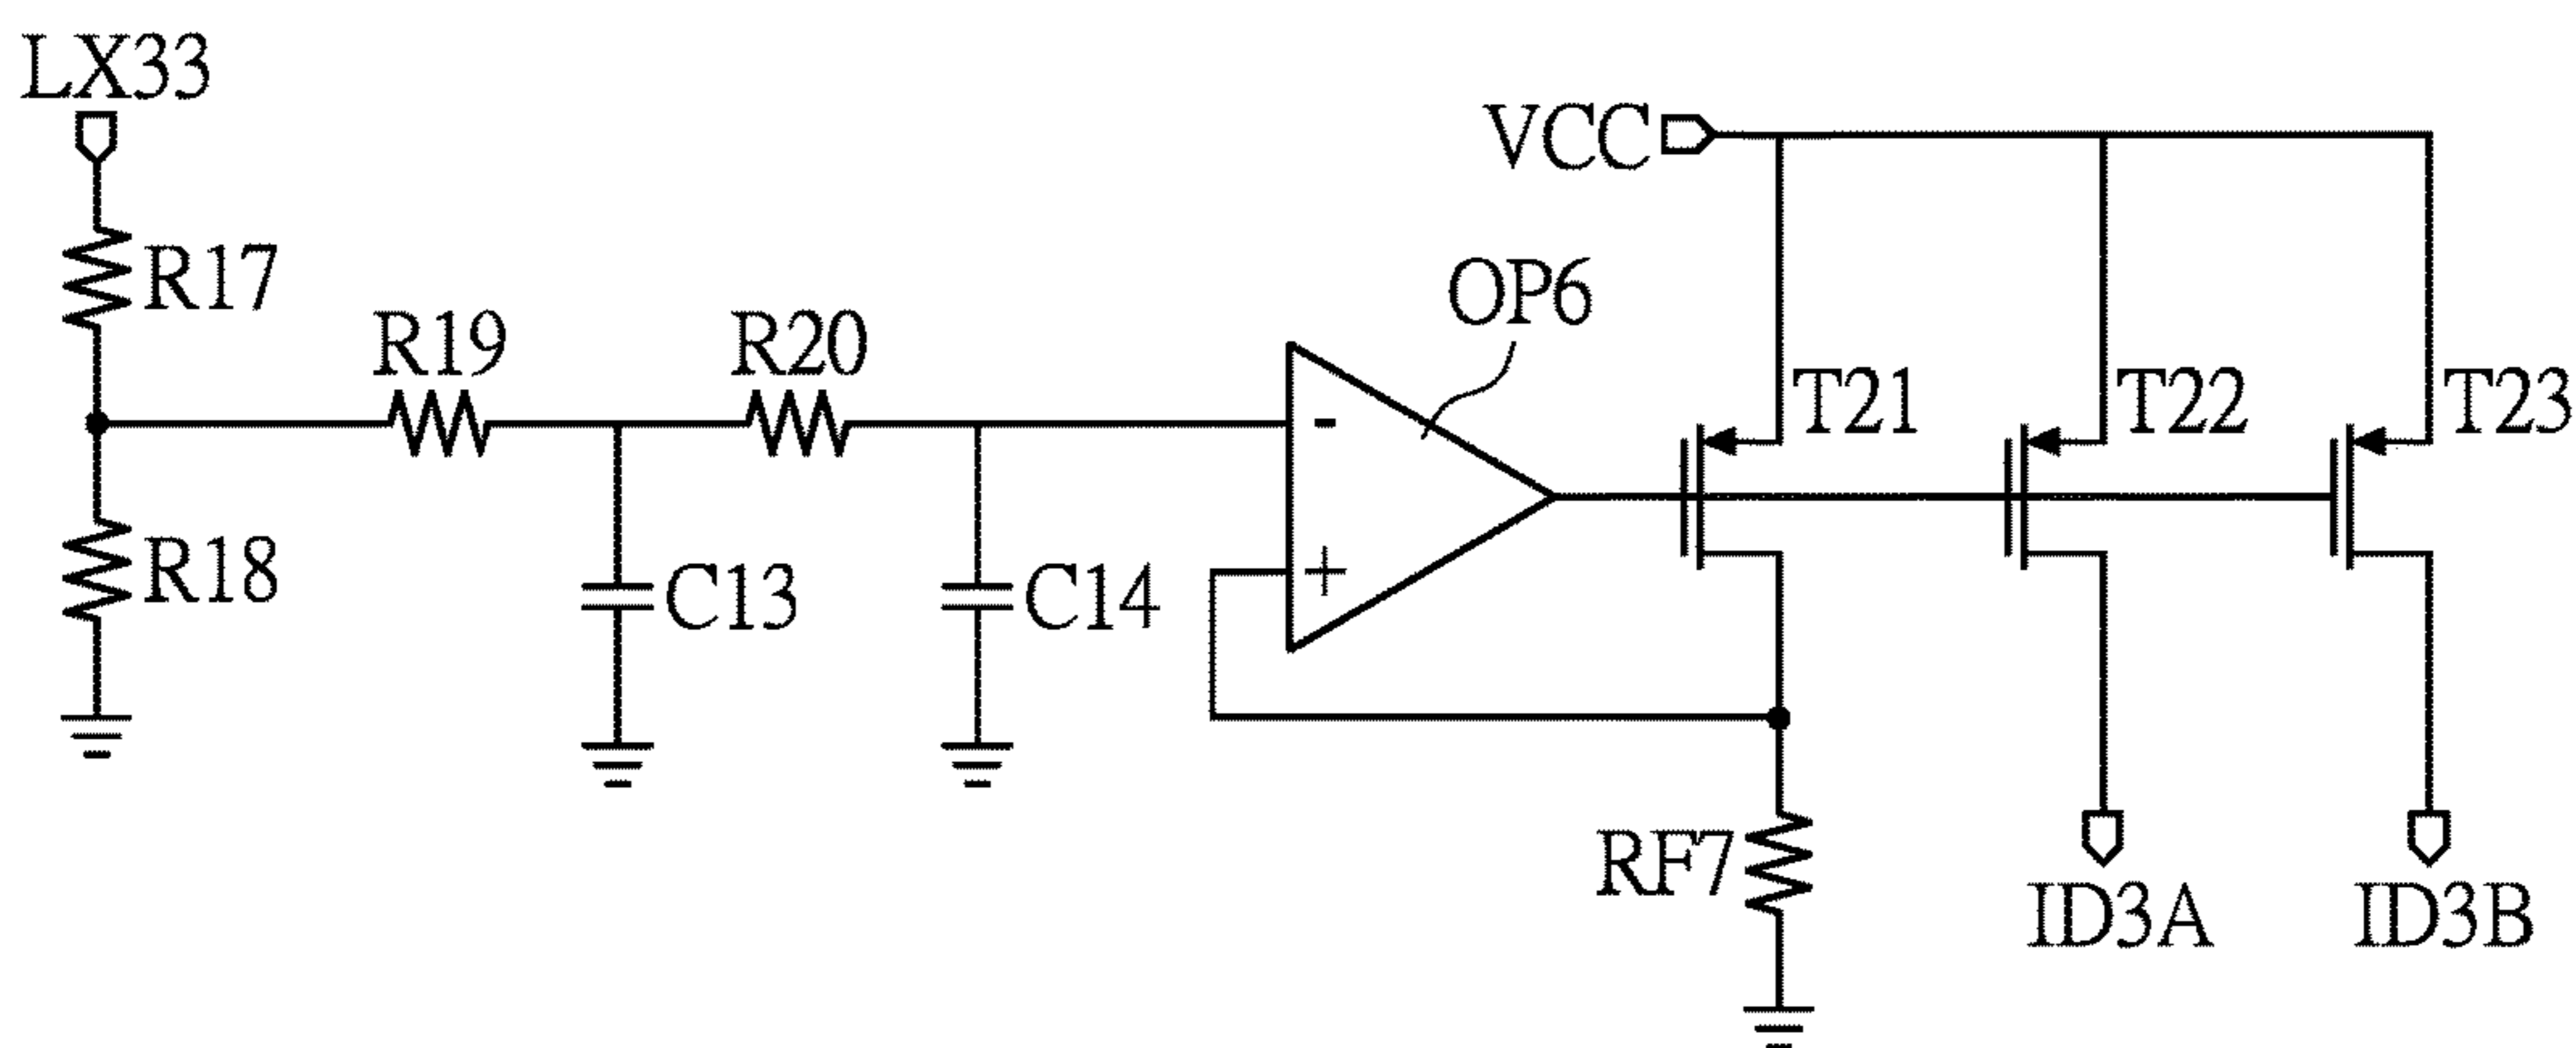 LX33
VCC
R17
OP6
R19
R20
T21
T22
T23
-
R18
C13
C14
+
RF7
ID3A
ID3B